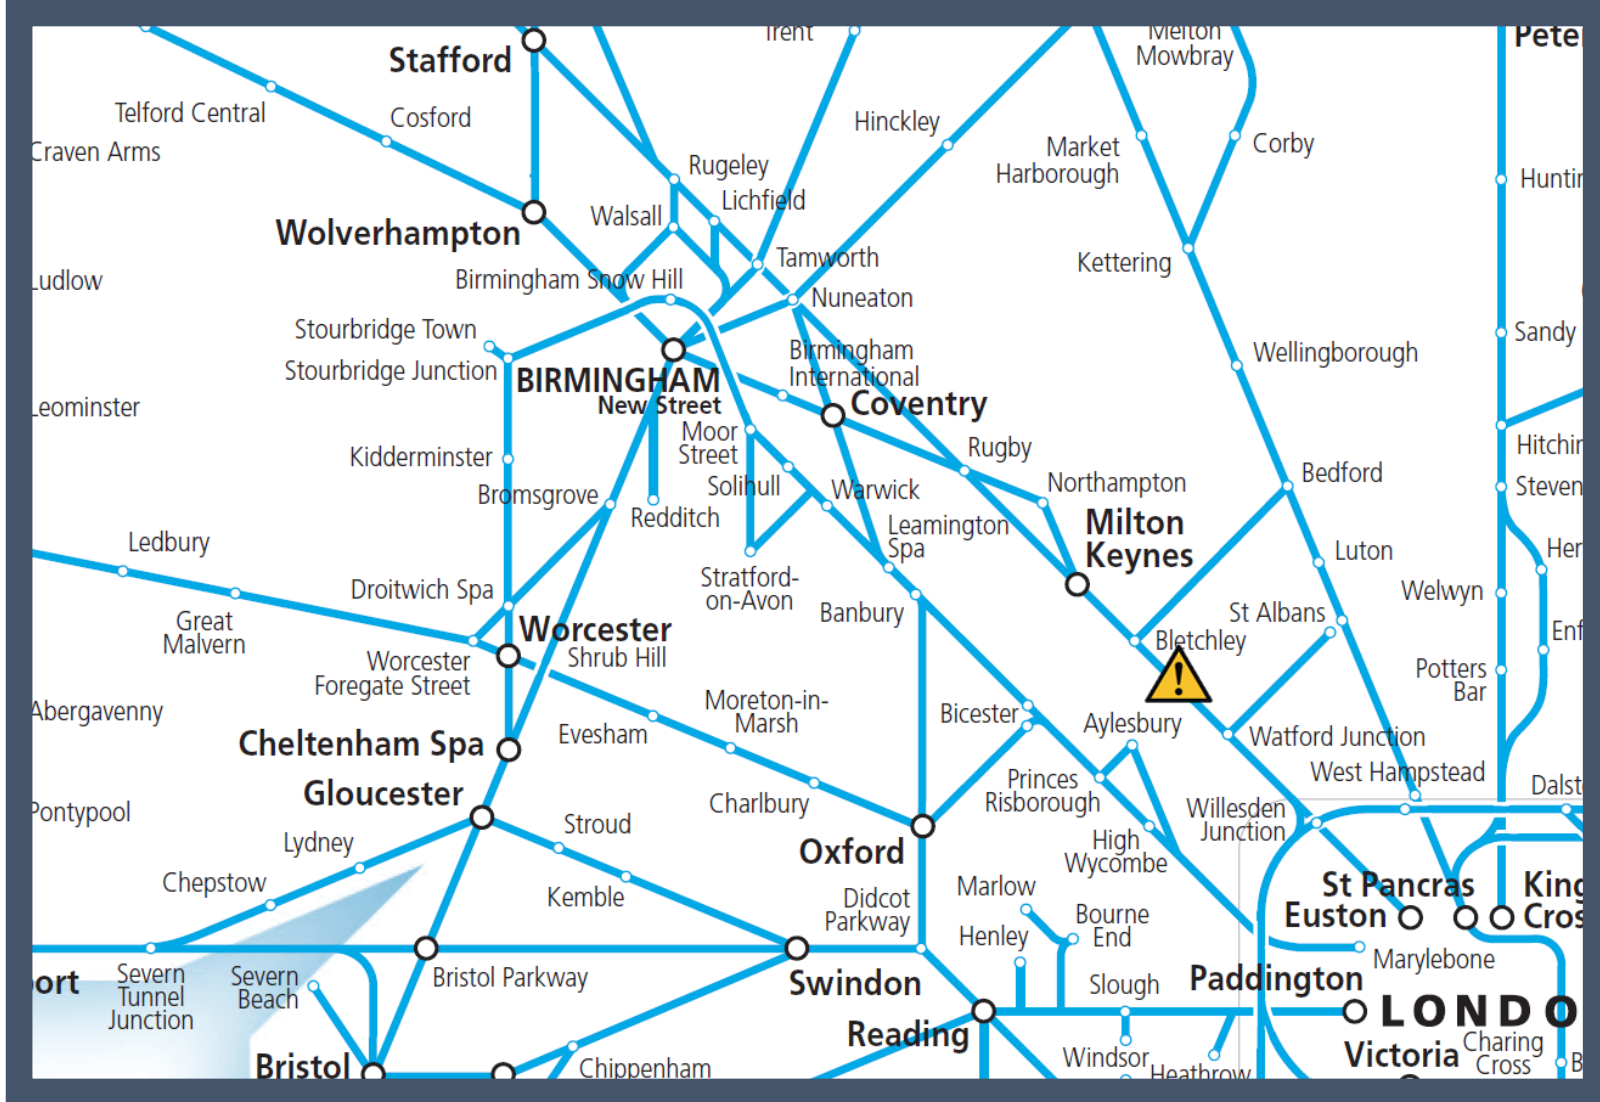 Stafford
Trent
Melton
Mowbray
Telford Central
Cosford
Hinckley
Craven Arms
Market
Harborough
Corby
Rugeley
Lichfield
Walsall
Wolverhampton
Tamworth
Kettering
Ludlow
Birmingham Snow Hill
Nuneaton
Stourbridge Town
Sandy
Stourbridge Junction
Birmingham
International
Wellingborough
BIRMINGHAM
New Street
Coventry
Leominster
Moor
Street
Rugby
Kidderminster
Bedford
Bromsgrove
Solihull
Warwick
Northampton
Redditch
Leamington
Spa
Milton
Keynes
Ledbury
Luton
Droitwich Spa
Stratford-
on-Avon
Banbury
Welwyn
Great
Malvern
St Albans
Worcester
Shrub Hill
Bletchley
!
Worcester
Foregate Street
Potters
Bar
Abergavenny
Moreton-in-
Marsh
Evesham
Bicester
Aylesbury
Cheltenham Spa
Watford Junction
West Hampstead
Gloucester
Princes
Risborough
Charlbury
Willesden
Junction
Pontypool
Stroud
Lydney
Oxford
High
Wycombe
Chepstow
Kemble
Didcot
Parkway
Marlow
St Pancras
King
Euston
Cros
Bourne
End
Henley
Marylebone
ort
Severn
Tunnel
Junction
Severn
Beach
Bristol Parkway
Swindon
Slough
Paddington
LONDO
Reading
Victoria
Charing
Cross
Windsor
Heathrow
Bristol
Chippenham
Pete
Huntin
Hitchin
Steven
Her
Enf
Dalst
B